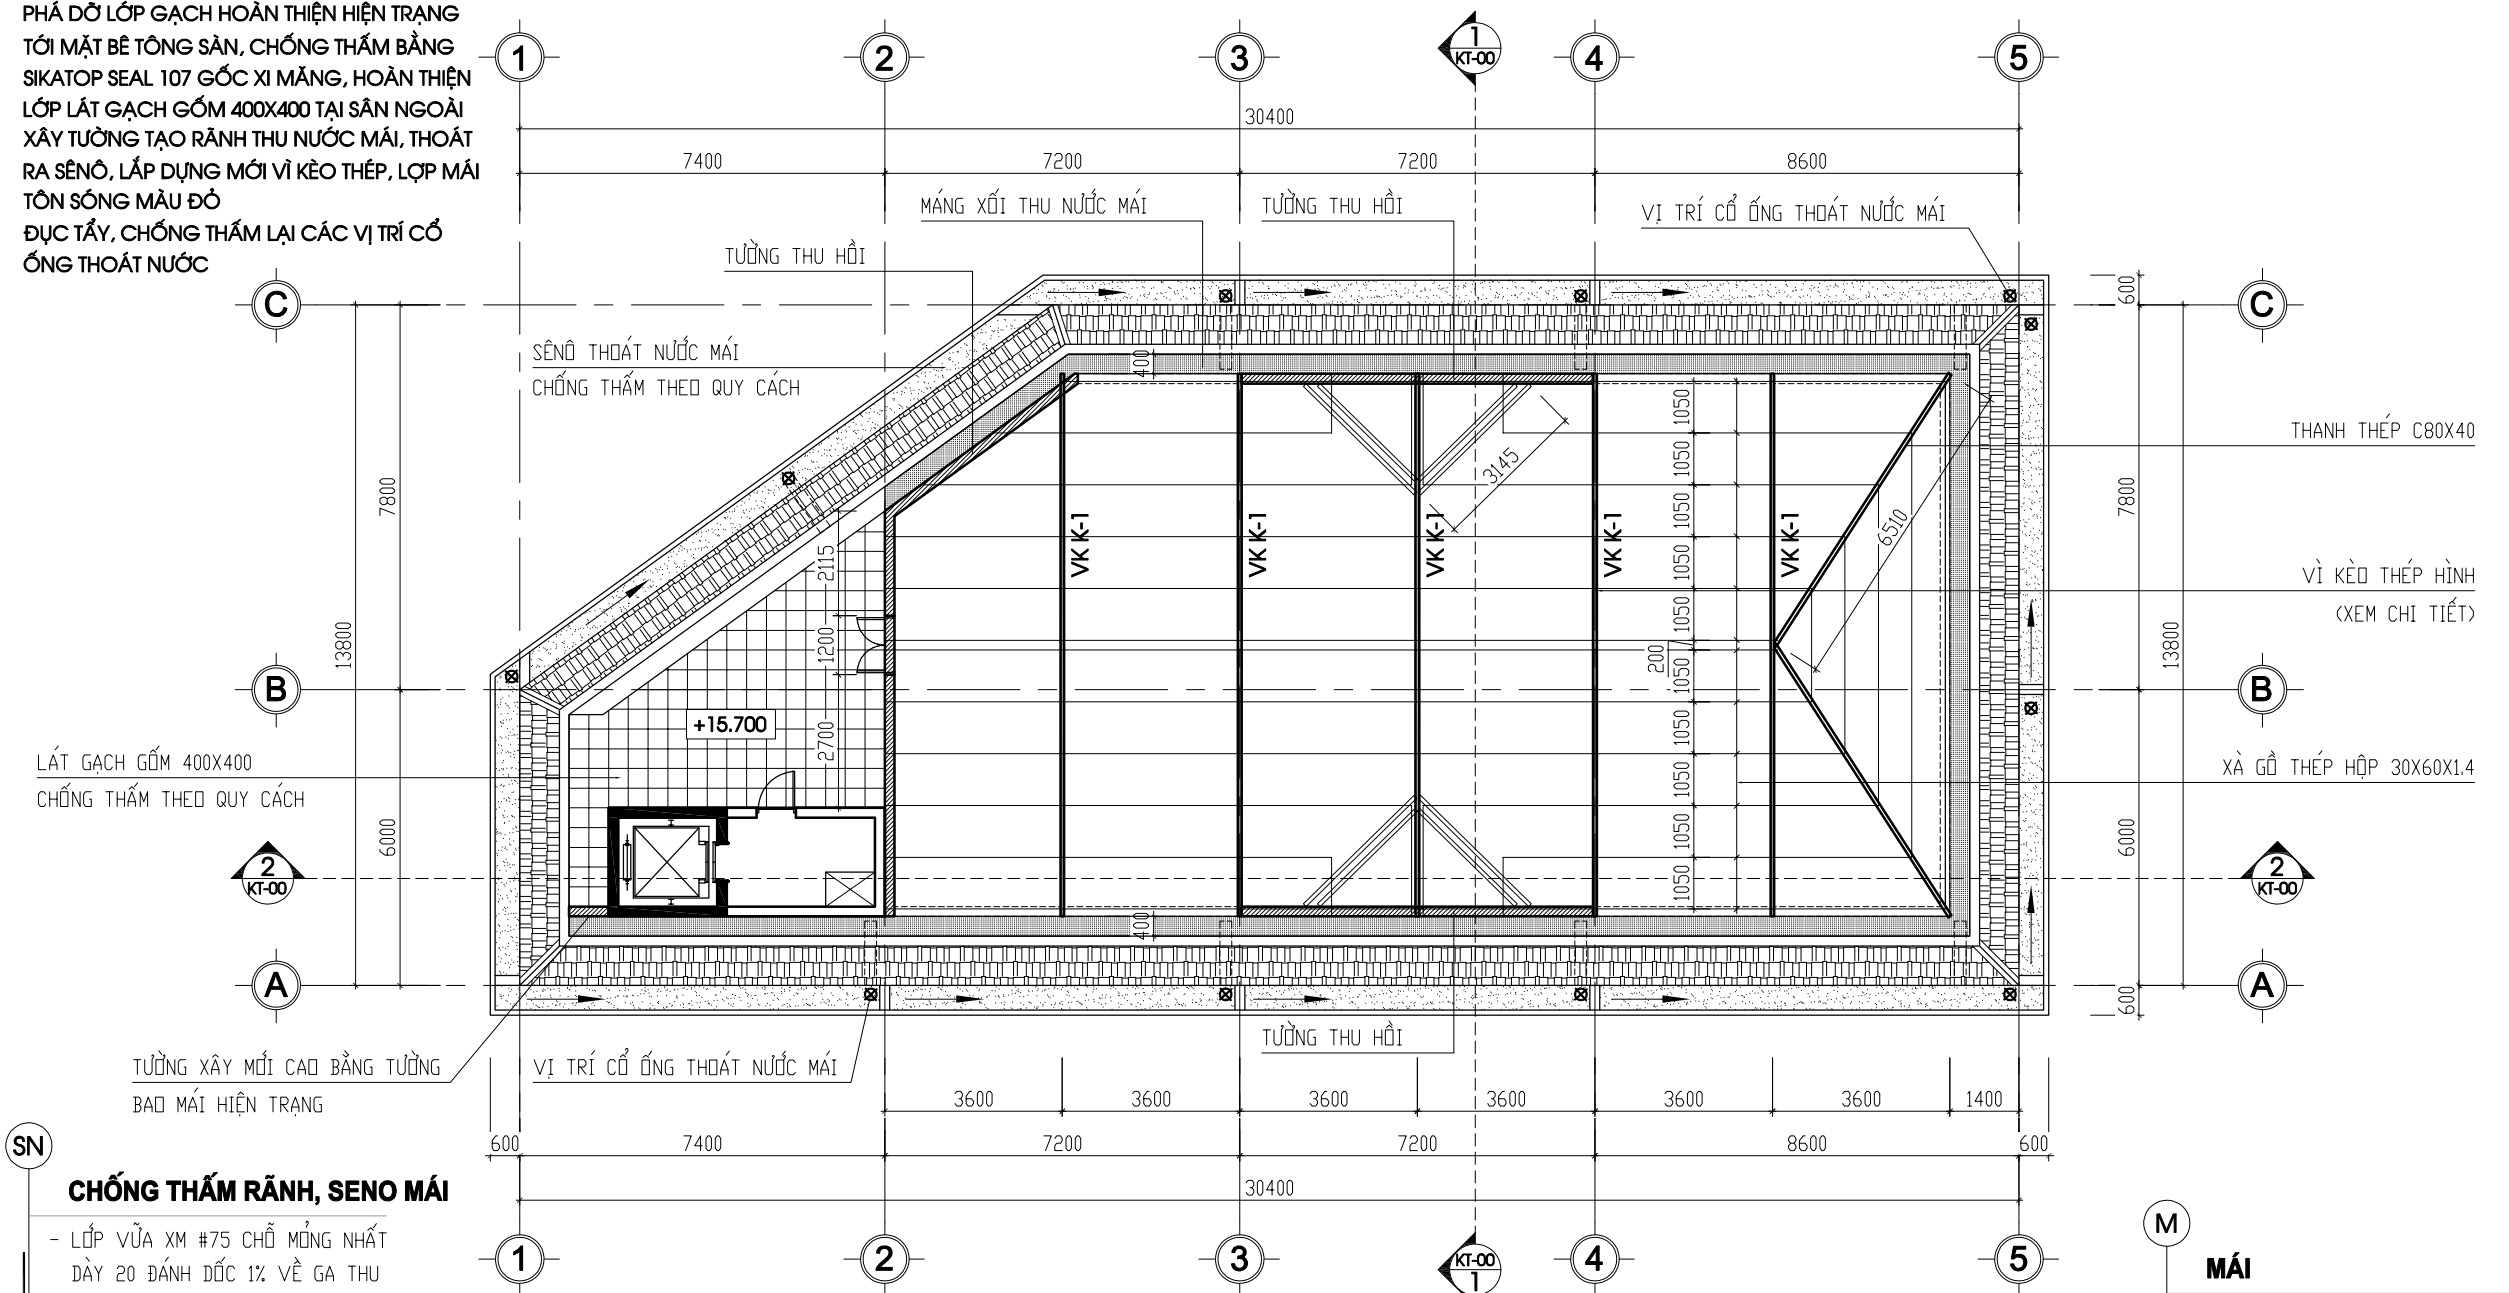 PHÁ DỠ LỚP GẠCH HOÀN THIỆN HIỆN TRẠNG
TỚI MẶT BÊ TÔNG SÀN, CHỐNG THẤM BẰNG
SIKATOP SEAL 107 GỐC XI MĂNG, HOÀN THIỆN
LỚP LÁT GẠCH GỐM 400X400 TẠI SÂN NGOÀI
XÂY TƯỜNG TẠO RÃNH THU NƯỚC MÁI, THOÁT
RA SÊNÔ, LẮP DỰNG MỚI VÌ KÈO THÉP, LỢP MÁI
TÔN SÓNG MÀU ĐỎ
ĐỤC TẨY, CHỐNG THẤM LẠI CÁC VỊ TRÍ CỔ
ỐNG THOÁT NƯỚC
1
2
3
1
KT-00
4
5
30400
7400
7200
7200
8600
MÁNG XỐI THU NƯỚC MÁI
TƯỜNG THU HỒI
VỊ TRÍ CỔ ỐNG THOÁT NƯỚC MÁI
TƯỜNG THU HỒI
C
600
C
SÊNÔ THOÁT NƯỚC MÁI
CHỐNG THẤM THEO QUY CÁCH
400
1050
1050
1050
1050
1050
1050
1050
1050
1050
1050
200
3145
6510
THANH THÉP C80X40
7800
13800
6000
7800
13800
6000
VK K-1
VK K-1
VK K-1
VK K-1
VK K-1
2115
1200
2700
VÌ KÈO THÉP HÌNH
(XEM CHI TIẾT)
B
+15.700
B
LÁT GẠCH GỐM 400X400
CHỐNG THẤM THEO QUY CÁCH
XÀ GỒ THÉP HỘP 30X60X1.4
2
KT-00
2
KT-00
400
A
600
A
TƯỜNG THU HỒI
TƯỜNG XÂY MỚI CAO BẰNG TƯỜNG
BAO MÁI HIỆN TRẠNG
VỊ TRÍ CỔ ỐNG THOÁT NƯỚC MÁI
3600
3600
3600
3600
3600
3600
1400
600
7400
7200
7200
8600
600
30400
SN
CHỐNG THẤM RÃNH, SENO MÁI
- LỚP VỮA XM #75 CHỖ MỎNG NHẤT
DÀY 20 ĐÁNH DỐC 1% VỀ GA THU
1
2
3
KT-00
1
4
5
M
MÁI